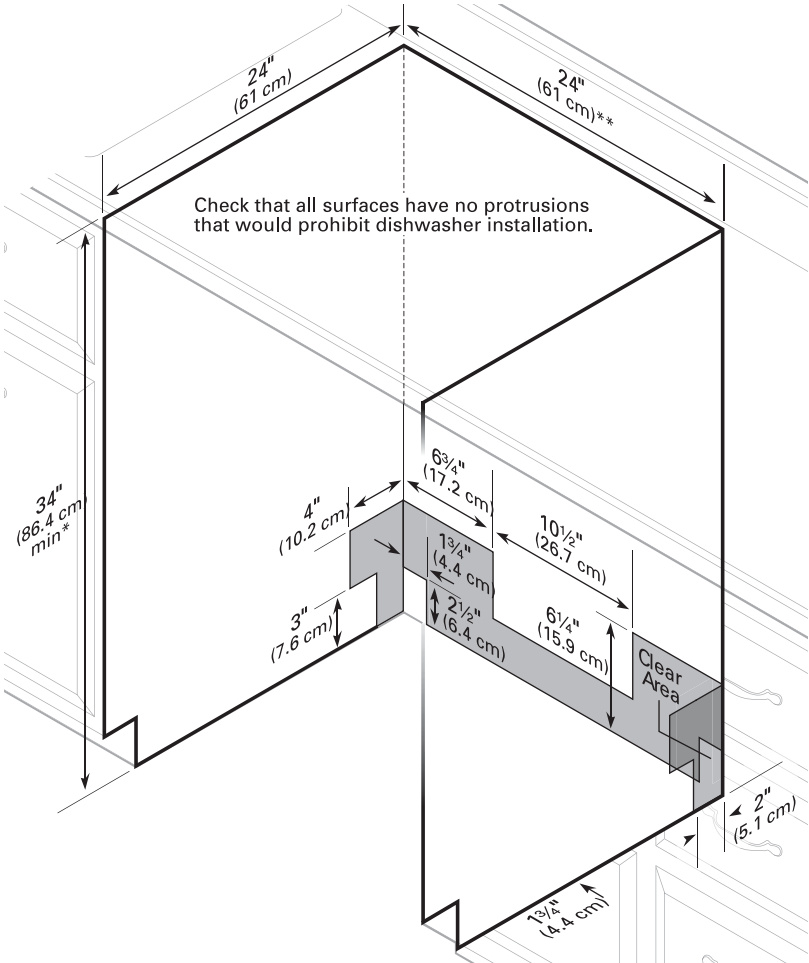 24"
(61 cm)
24"
(61 cm)**
Check that all surfaces have no protrusions
that would prohibit dishwasher installation.
34"
(86.4 cm)
min*
4"
(10.2 cm)
6¾"
(17.2 cm)
1¾"
(4.4 cm)
10½"
(26.7 cm)
3"
(7.6 cm)
2½"
(6.4 cm)
6¼"
(15.9 cm)
Clear
Area
2"
(5.1 cm)
1¾"
(4.4 cm)